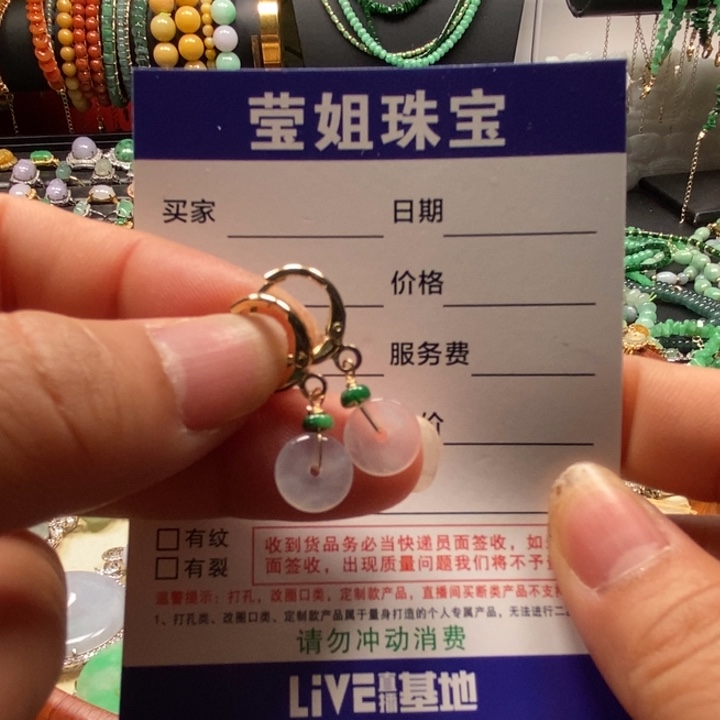 莹姐珠宝
买家 日期
价格
服务费
价
有纹
有裂
收到货品务必当快递员面签收，如
面签收，出现质量问题我们将不予
温馨提示：打孔，改圈口类，定制款产品，直播间买断类产品不支
1、打孔类、改圈口类、定制款产品属于量身打造的个人专属产品，无法进行二
请勿冲动消费
LiVE直播基地